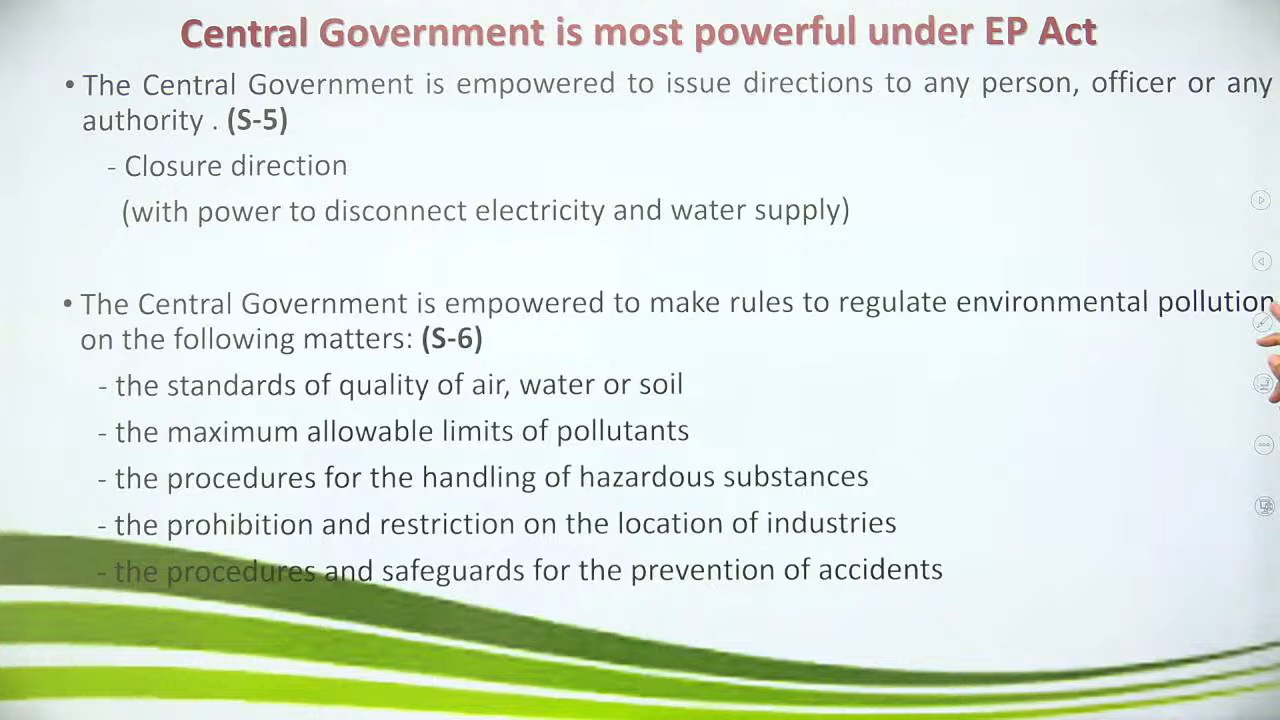 Central Government is most powerful under EP Act
• The Central Government is empowered to issue directions to any person, officer or any
authority . (S-5)
- Closure direction
(with power to disconnect electricity and water supply)
• The Central Government is empowered to make rules to regulate environmental pollution
on the following matters: (S-6)
- the standards of quality of air, water or soil
- the maximum allowable limits of pollutants
- the procedures for the handling of hazardous substances
- the prohibition and restriction on the location of industries
- the procedures and safeguards for the prevention of accidents